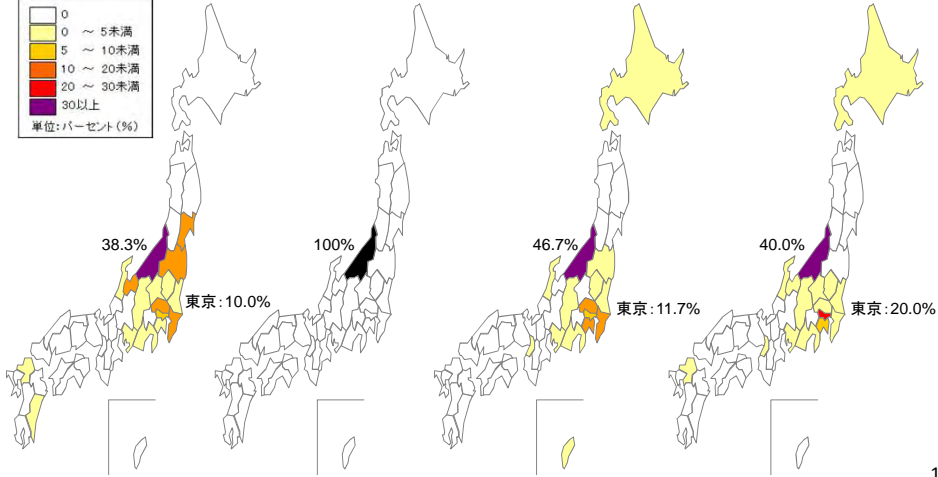 0
0 ～ 5未満
5 ～ 10未満
10 ～ 20未満
20 ～ 30未満
30以上
単位:パーセント(%)
38.3%
東京:10.0%
100%
46.7%
東京:11.7%
40.0%
東京:20.0%
1